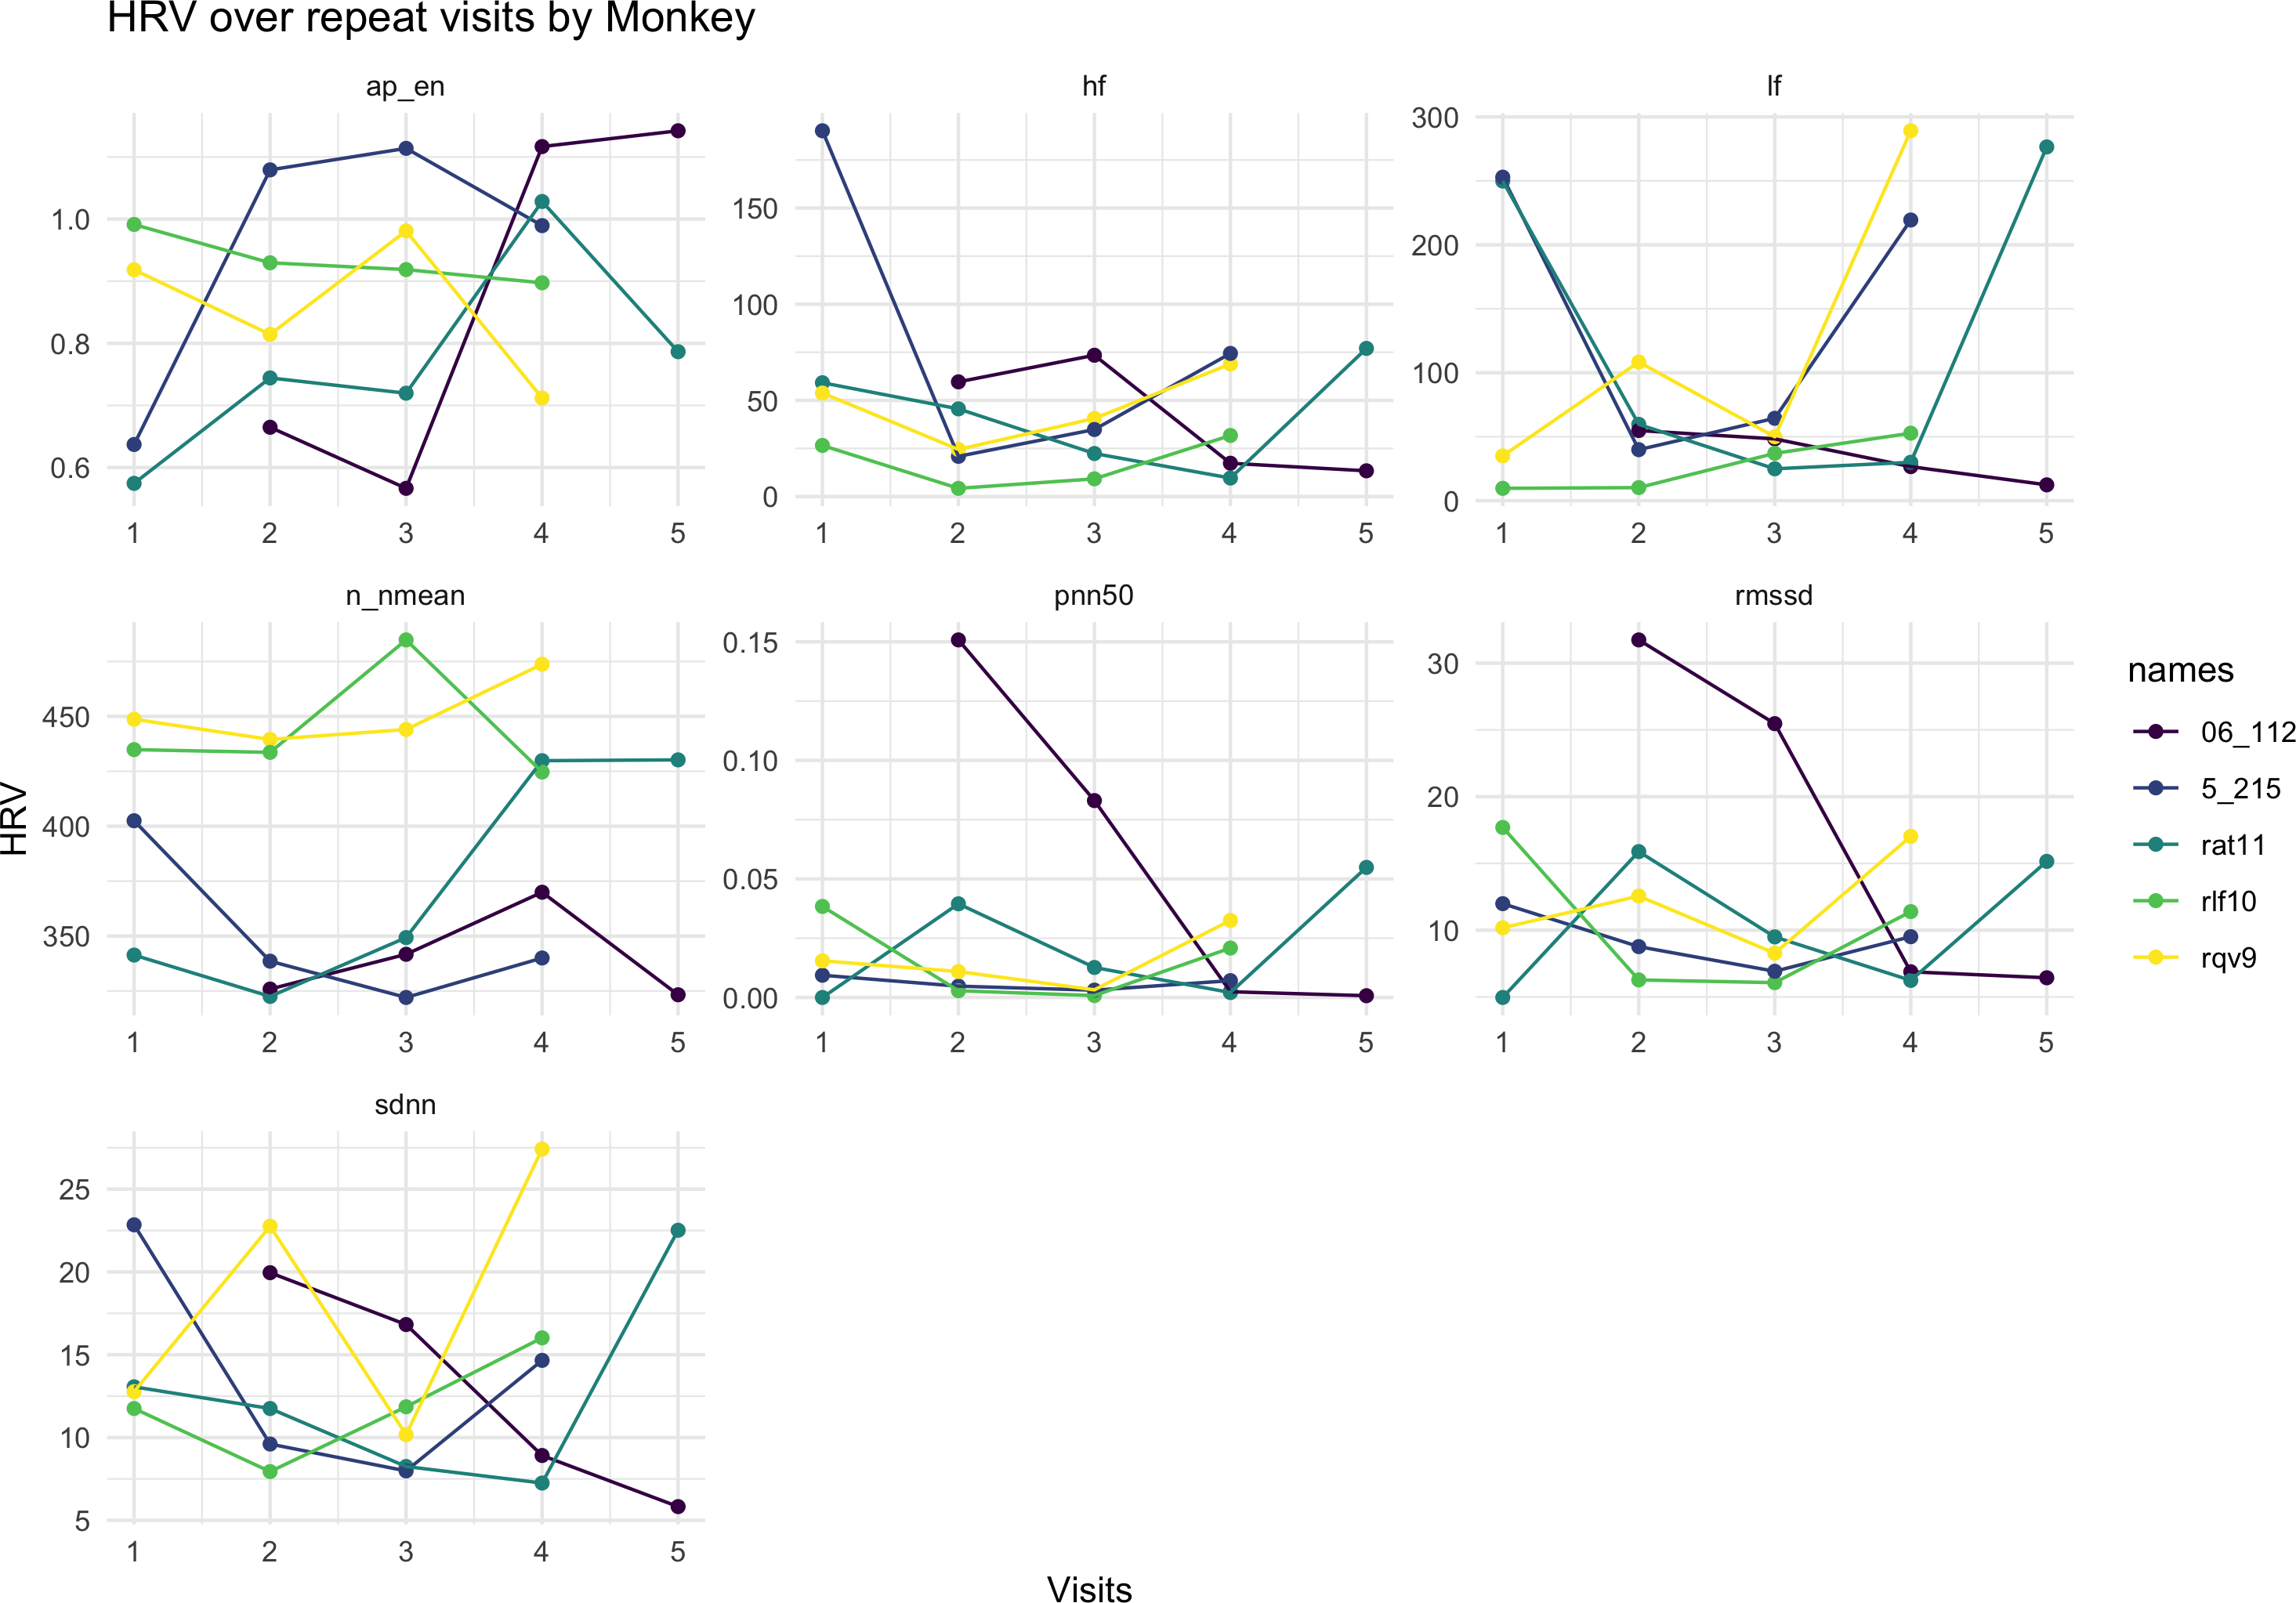 HRV over repeat visits by Monkey
ap_en
1.0
0.8
0.6
1 2 3 4 5
hf
150
100
50
0
1 2 3 4 5
lf
300
200
100
0
1 2 3 4 5
n_nmean
450
400
350
1 2 3 4 5
pnn50
0.15
0.10
0.05
0.00
1 2 3 4 5
rmssd
30
20
10
1 2 3 4 5
sdnn
25
20
15
10
5
1 2 3 4 5
HRV
Visits
names
06_112
5_215
rat11
rlf10
rqv9